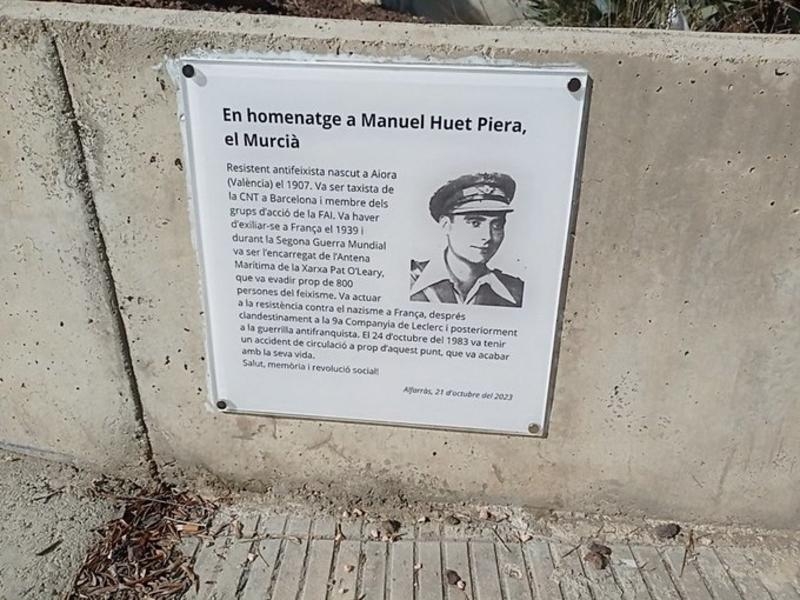 En homenatge a Manuel Huet Piera,
el Murcià
Resistent antifeixista nascut a Aiora
(València) el 1907. Va ser taxista de
la CNT a Barcelona i membre dels
grups d'acció de la FAI. Va haver
d'exiliar-se a França el 1939 i
durant la Segona Guerra Mundial
va ser l'encarregat de l'Antena
Marítima de la Xarxa Pat O'Leary,
que va evadir prop de 800
persones del feixisme. Va actuar
a la resistència contra el nazisme a França, després
clandestinament a la 9a Companyia de Leclerc i posteriorment
a la guerrilla antifranquista. El 24 d'octubre del 1983 va tenir
un accident de circulació a prop d'aquest punt, que va acabar
amb la seva vida.
Salut, memòria i revolució social!
Alfarràs, 21 d'octubre del 2023